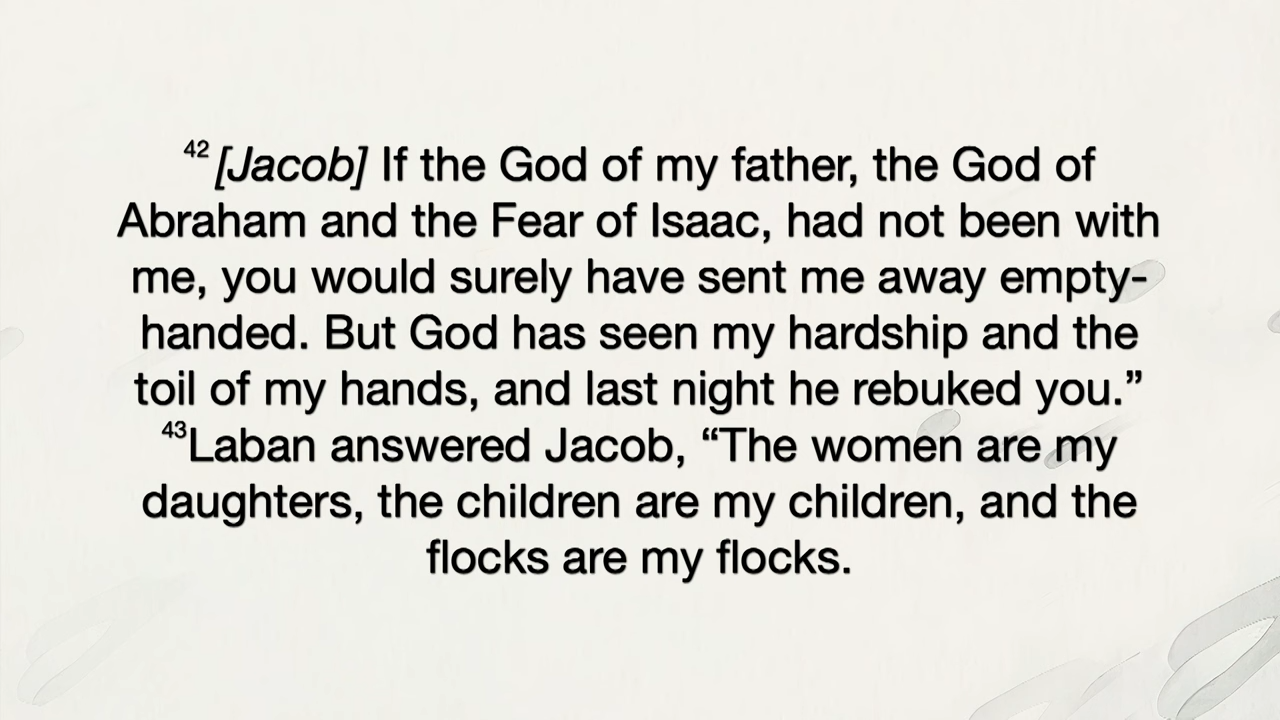 42 [Jacob] If the God of my father, the God of
Abraham and the Fear of Isaac, had not been with
me, you would surely have sent me away empty-
handed. But God has seen my hardship and the
toil of my hands, and last night he rebuked you.”
43Laban answered Jacob, “The women are my
daughters, the children are my children, and the
flocks are my flocks.